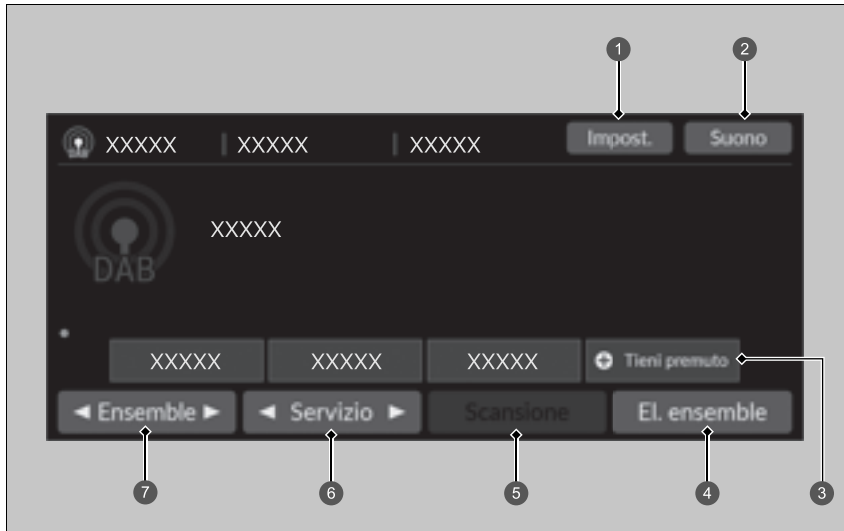 1 2
XXXXX | XXXXX | XXXXX Impost. Suono
DAB
XXXXX
DAB
XXXXX XXXXX XXXXX Tieni premuto
3
Ensemble Servizio Scansione El. ensemble
7 6 5 4